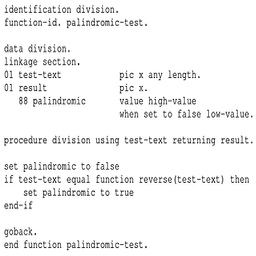 identification division.
function-id. palindromic-test.

data division.
linkage section.
01 test-text            pic x any length.
01 result               pic x.
   88 palindromic       value high-value
                        when set to false low-value.

procedure division using test-text returning result.

set palindromic to false
if test-text equal function reverse(test-text) then
    set palindromic to true
end-if

goback.
end function palindromic-test.